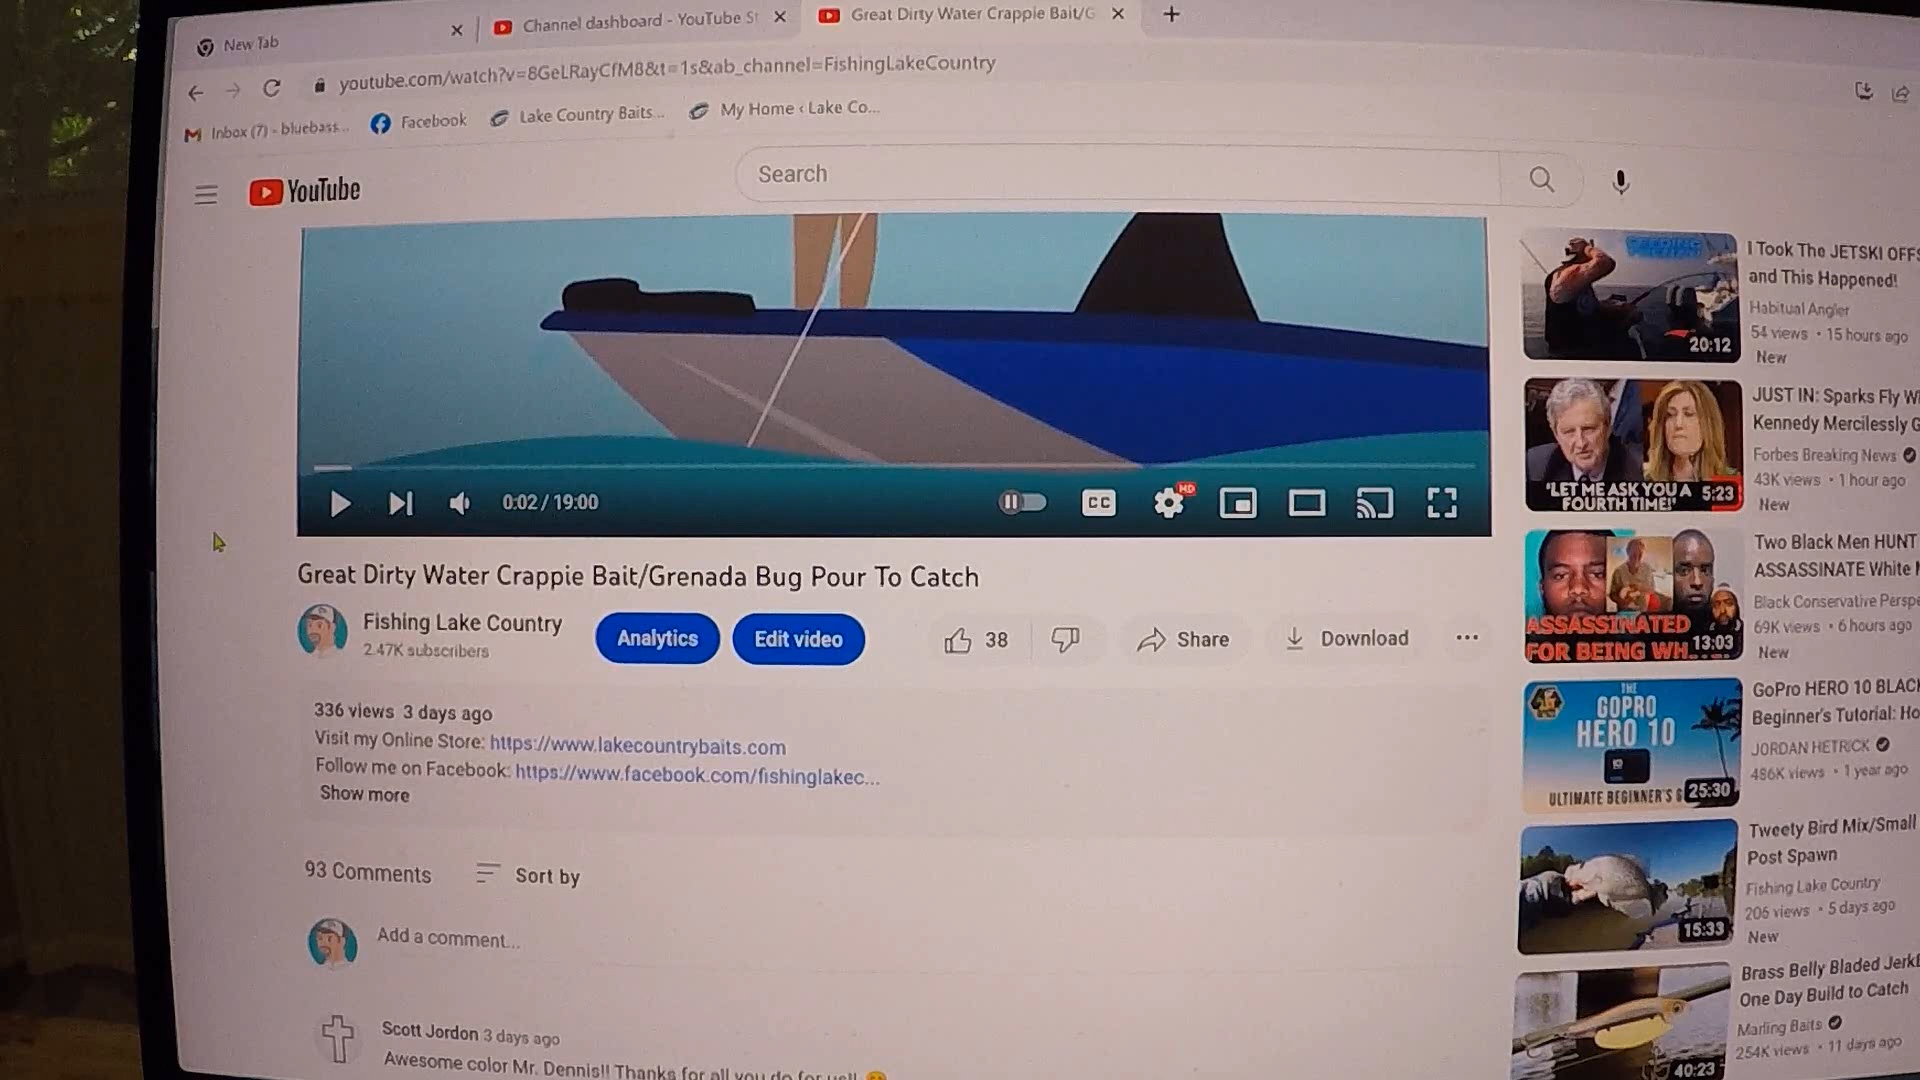 New Tab
Channel dashboard - YouTube St
Great Dirty Water Crappie Bait/G
youtube.com/watch?v=8GeLRayCfM8&t=1s&ab_channel=FishingLakeCountry
Inbox (7) - bluebass...
Facebook
Lake Country Baits...
My Home ‹ Lake Co...
YouTube
Search
0:02 / 19:00
CC
HD
Great Dirty Water Crappie Bait/Grenada Bug Pour To Catch
Fishing Lake Country
2.47K subscribers
Analytics
Edit video
38
Share
Download
336 views 3 days ago
Visit my Online Store: https://www.lakecountrybaits.com
Follow me on Facebook: https://www.facebook.com/fishinglakec...
Show more
93 Comments
Sort by
Add a comment...
Scott Jordon 3 days ago
Awesome color Mr. Dennis!! Thanks for all you do for us!!
20:12
I Took The JETSKI OFFS
and This Happened!
Habitual Angler
54 views • 15 hours ago
New
"LET ME ASK YOU A
FOURTH TIME!"
5:23
JUST IN: Sparks Fly W
Kennedy Mercilessly G
Forbes Breaking News
43K views • 1 hour ago
New
ASSASSINATED
FOR BEING WH...
13:03
Two Black Men HUNT
ASSASSINATE White
Black Conservative Perspe
69K views • 6 hours ago
New
THE
GOPRO
HERO 10
ULTIMATE BEGINNER'S G
25:30
GoPro HERO 10 BLACK
Beginner's Tutorial: Ho
JORDAN HETRICK
486K views • 1 year ago
15:33
Tweety Bird Mix/Small
Post Spawn
Fishing Lake Country
205 views • 5 days ago
New
40:23
Brass Belly Bladed Jerkb
One Day Build to Catch
Marling Baits
254K views • 11 days ago